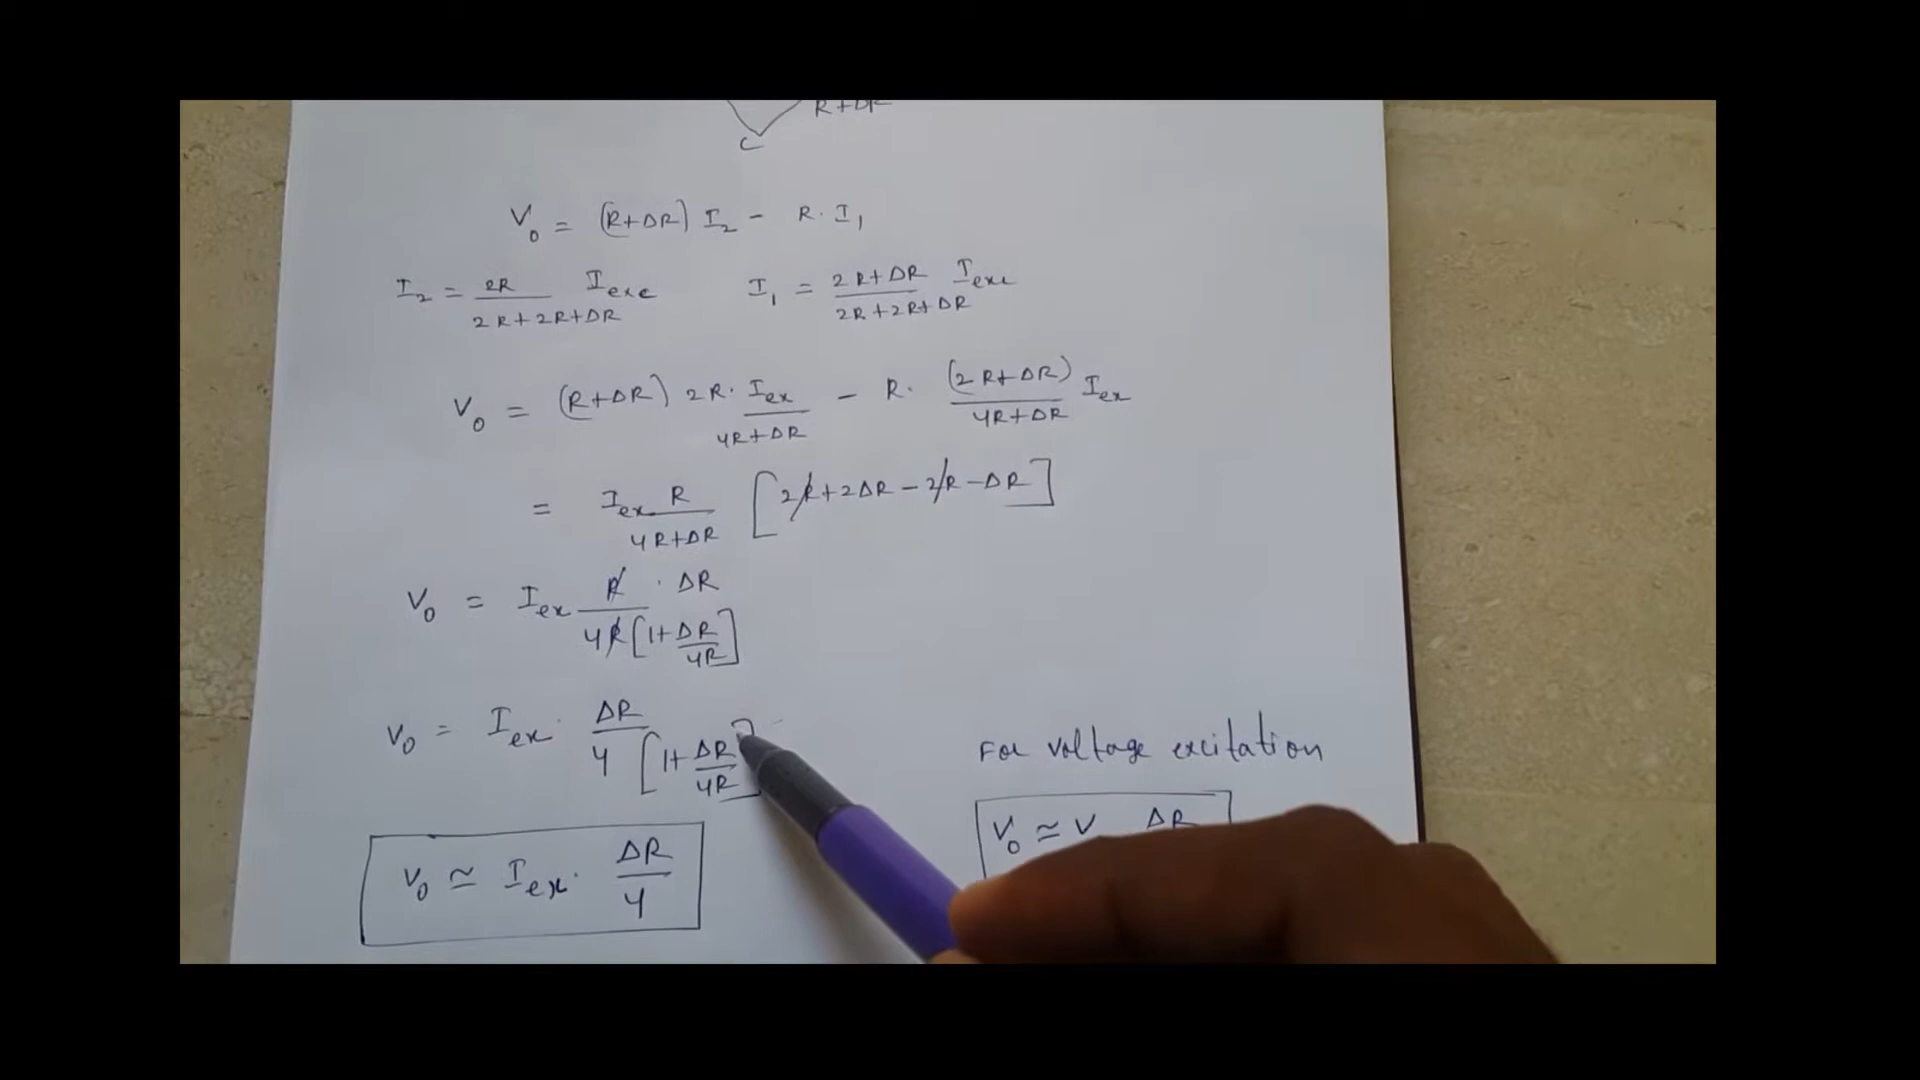 R+ΔR
C
V₀ = (R+ΔR) I₂ - R. I₁
I₂ = 2R/(2R+2R+ΔR) Iexc I₁ = (2R+ΔR)/(2R+2R+ΔR) Iexc
V₀ = (R+ΔR) 2R. Iex/(4R+ΔR) - R. (2R+ΔR)/(4R+ΔR) Iex
= Iex R/(4R+ΔR) [2R+2ΔR-2R-ΔR]
V₀ = Iex R . ΔR/(4R[1+ΔR/4R])
V₀ = Iex. ΔR/(4[1+ΔR/4R])
For voltage excitation
V₀ ≃ V ΔR
V₀ ≃ Iex. ΔR/4